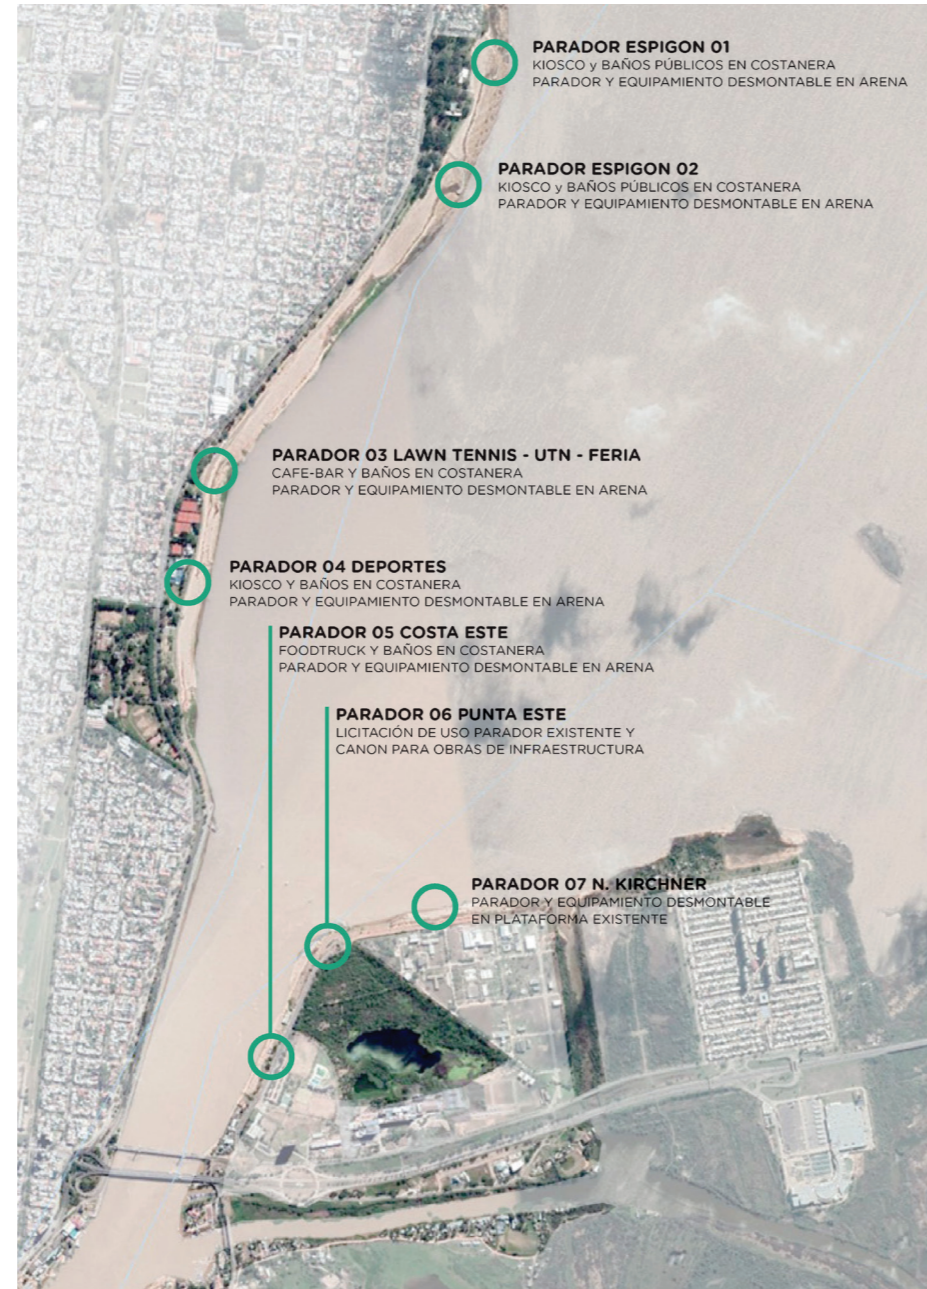 PARADOR ESPIGON 01
KIOSCO y BAÑOS PÚBLICOS EN COSTANERA
PARADOR Y EQUIPAMIENTO DESMONTABLE EN ARENA
PARADOR ESPIGON 02
KIOSCO y BAÑOS PÚBLICOS EN COSTANERA
PARADOR Y EQUIPAMIENTO DESMONTABLE EN ARENA
PARADOR 03 LAWN TENNIS - UTN - FERIA
CAFE-BAR Y BAÑOS EN COSTANERA
PARADOR Y EQUIPAMIENTO DESMONTABLE EN ARENA
PARADOR 04 DEPORTES
KIOSCO Y BAÑOS EN COSTANERA
PARADOR Y EQUIPAMIENTO DESMONTABLE EN ARENA
PARADOR 05 COSTA ESTE
FOODTRUCK Y BAÑOS EN COSTANERA
PARADOR Y EQUIPAMIENTO DESMONTABLE EN ARENA
PARADOR 06 PUNTA ESTE
LICITACIÓN DE USO PARADOR EXISTENTE Y
CANON PARA OBRAS DE INFRAESTRUCTURA
PARADOR 07 N. KIRCHNER
PARADOR Y EQUIPAMIENTO DESMONTABLE
EN PLATAFORMA EXISTENTE